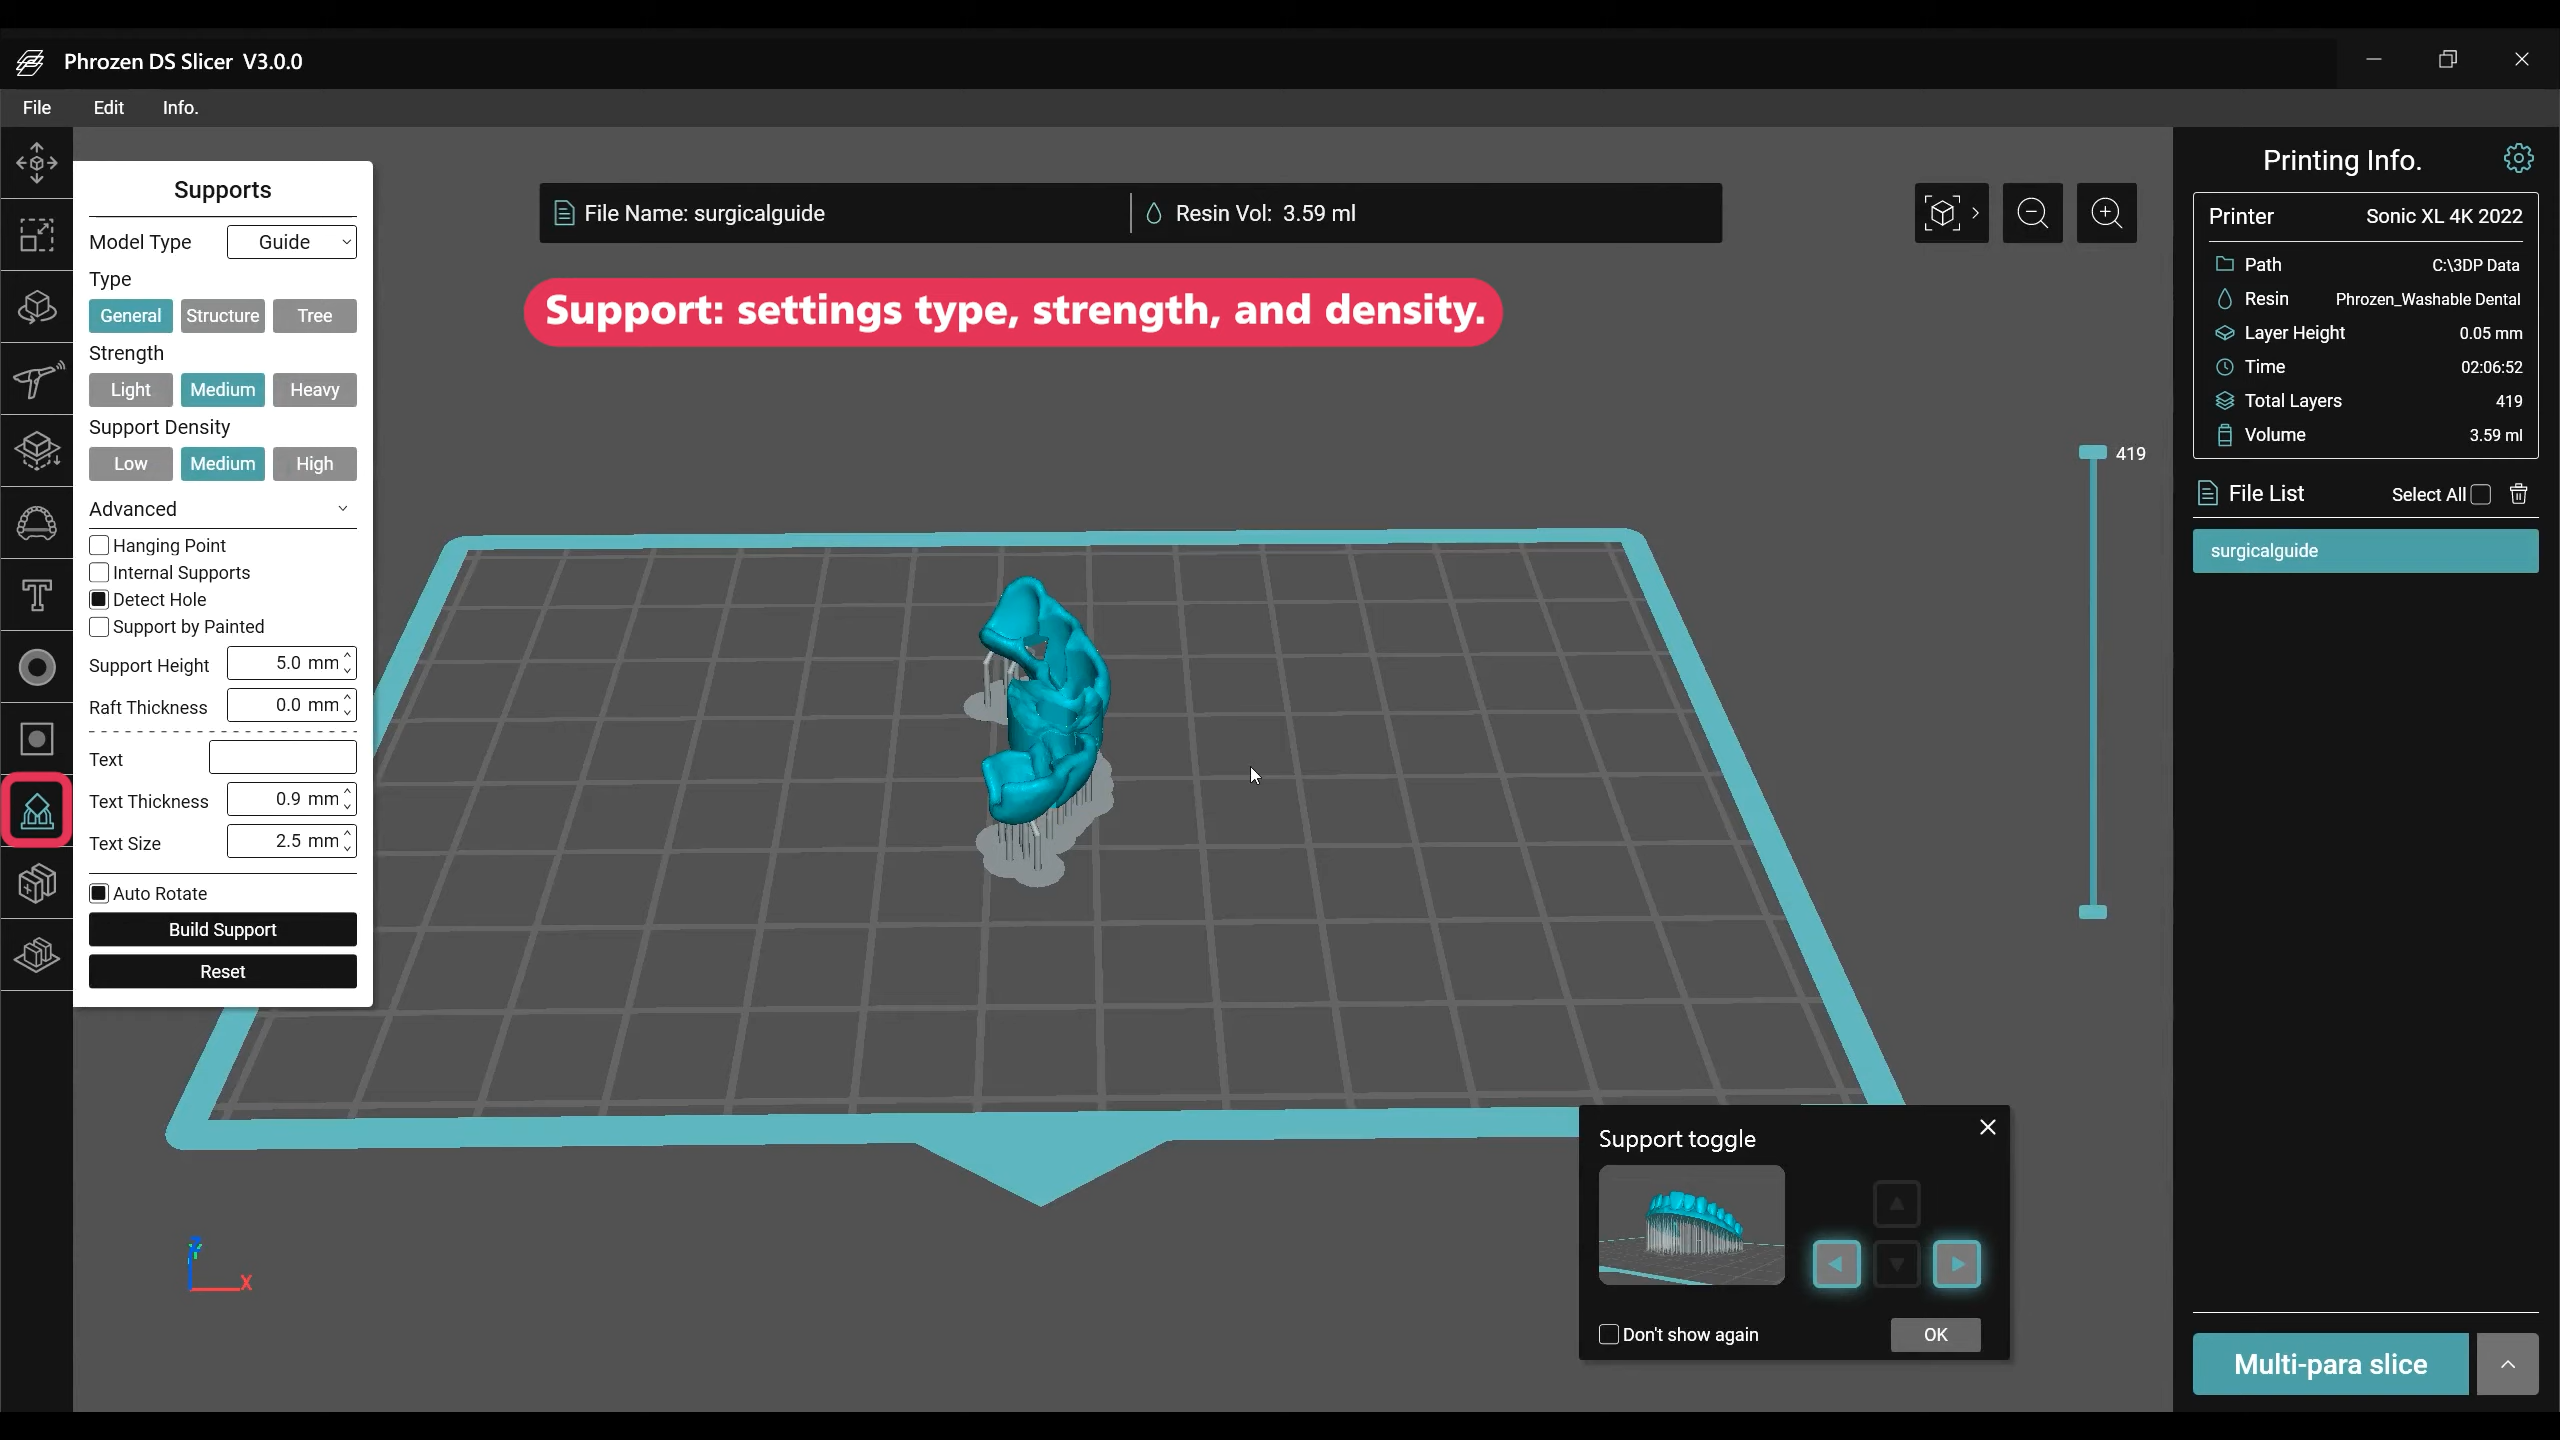 Phrozen DS Slicer V3.0.0
File Edit Info.
Supports
Model Type Guide
Type
General Structure Tree
Strength
Light Medium Heavy
Support Density
Low Medium High
Advanced
Hanging Point
Internal Supports
Detect Hole
Support by Painted
Support Height 5.0 mm
Raft Thickness 0.0 mm
Text
Text Thickness 0.9 mm
Text Size 2.5 mm
Auto Rotate
Build Support
Reset
File Name: surgicalguide
Resin Vol: 3.59 ml
Support: settings type, strength, and density.
419
X
Support toggle
Don't show again
OK
Printing Info.
Printer Sonic XL 4K 2022
Path C:\3DP Data
Resin Phrozen_Washable Dental
Layer Height 0.05 mm
Time 02:06:52
Total Layers 419
Volume 3.59 ml
File List Select All
surgicalguide
Multi-para slice